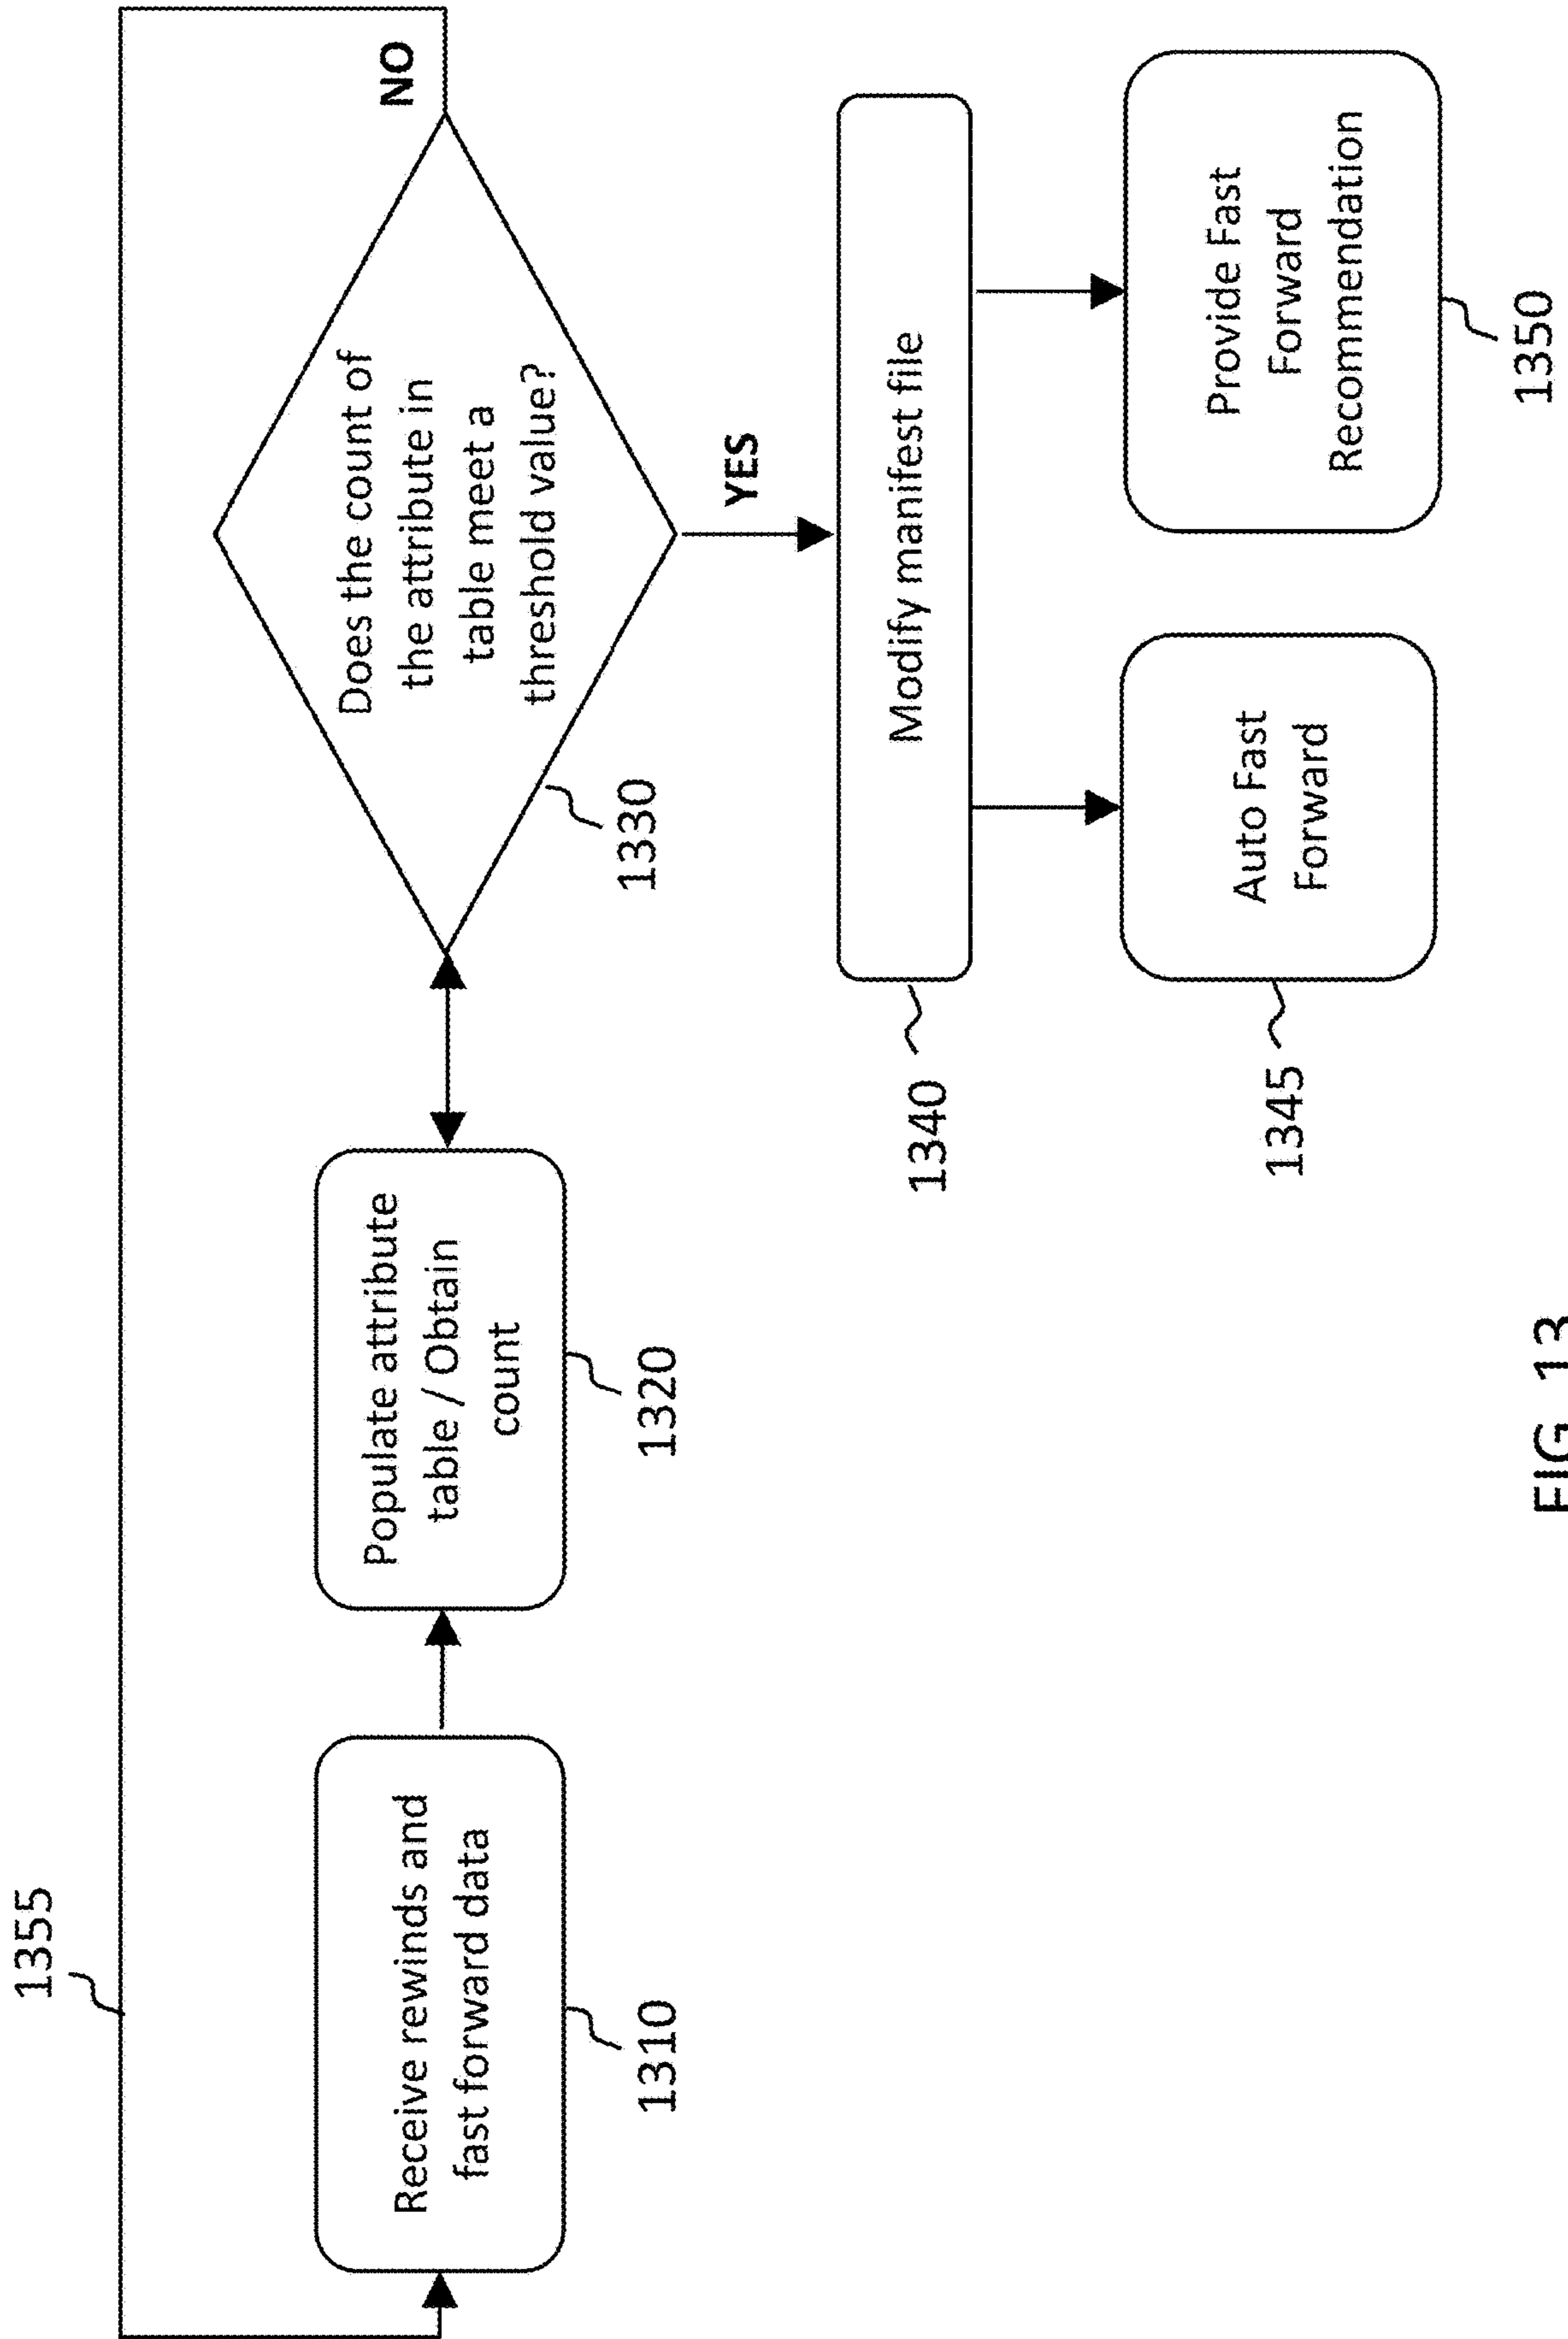 1355
NO
Receive rewinds and
fast forward data
1310
Populate attribute
table / Obtain
count
1320
Does the count of
the attribute in
table meet a
threshold value?
1330
YES
Modify manifest file
1340
Auto Fast
Forward
1345
Provide Fast
Forward
Recommendation
1350
FIG. 13